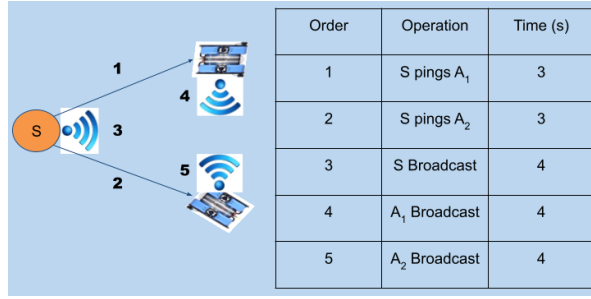 1
4
S
3
5
2
Order Operation Time (s)
1 S pings A₁ 3
2 S pings A₂ 3
3 S Broadcast 4
4 A₁ Broadcast 4
5 A₂ Broadcast 4